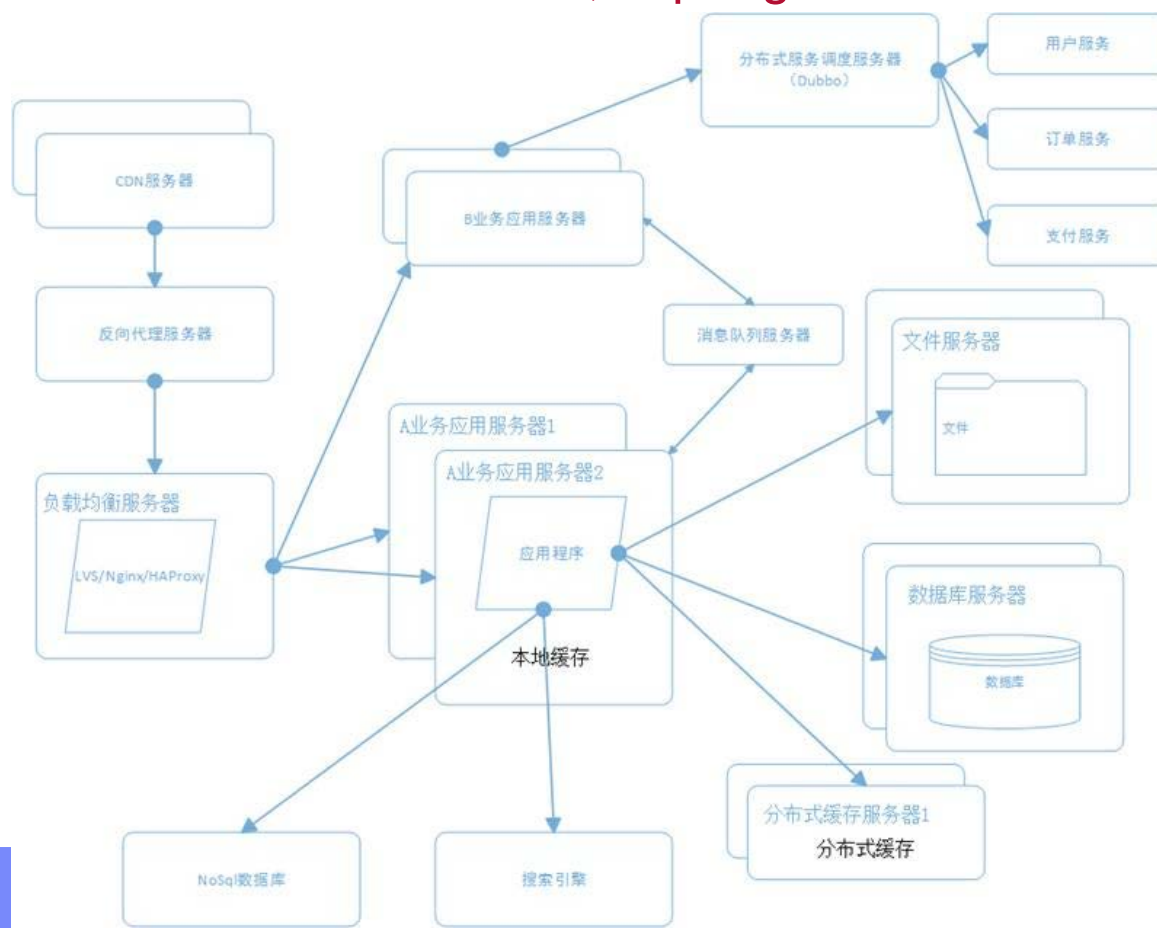 分布式服务调度服务器
（Dubbo）
用户服务
订单服务
支付服务
CDN服务器
B业务应用服务器
反向代理服务器
消息队列服务器
文件服务器
文件
A业务应用服务器1
A业务应用服务器2
应用程序
本地缓存
负载均衡服务器
LVS/Nginx/HAProxy
数据库服务器
数据库
分布式缓存服务器1
分布式缓存
NoSql数据库
搜索引擎